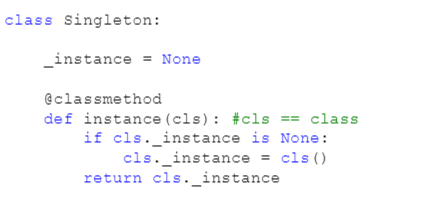 class Singleton:
    _instance = None
    @classmethod
    def instance(cls): #cls == class
        if cls._instance is None:
            cls._instance = cls()
        return cls._instance